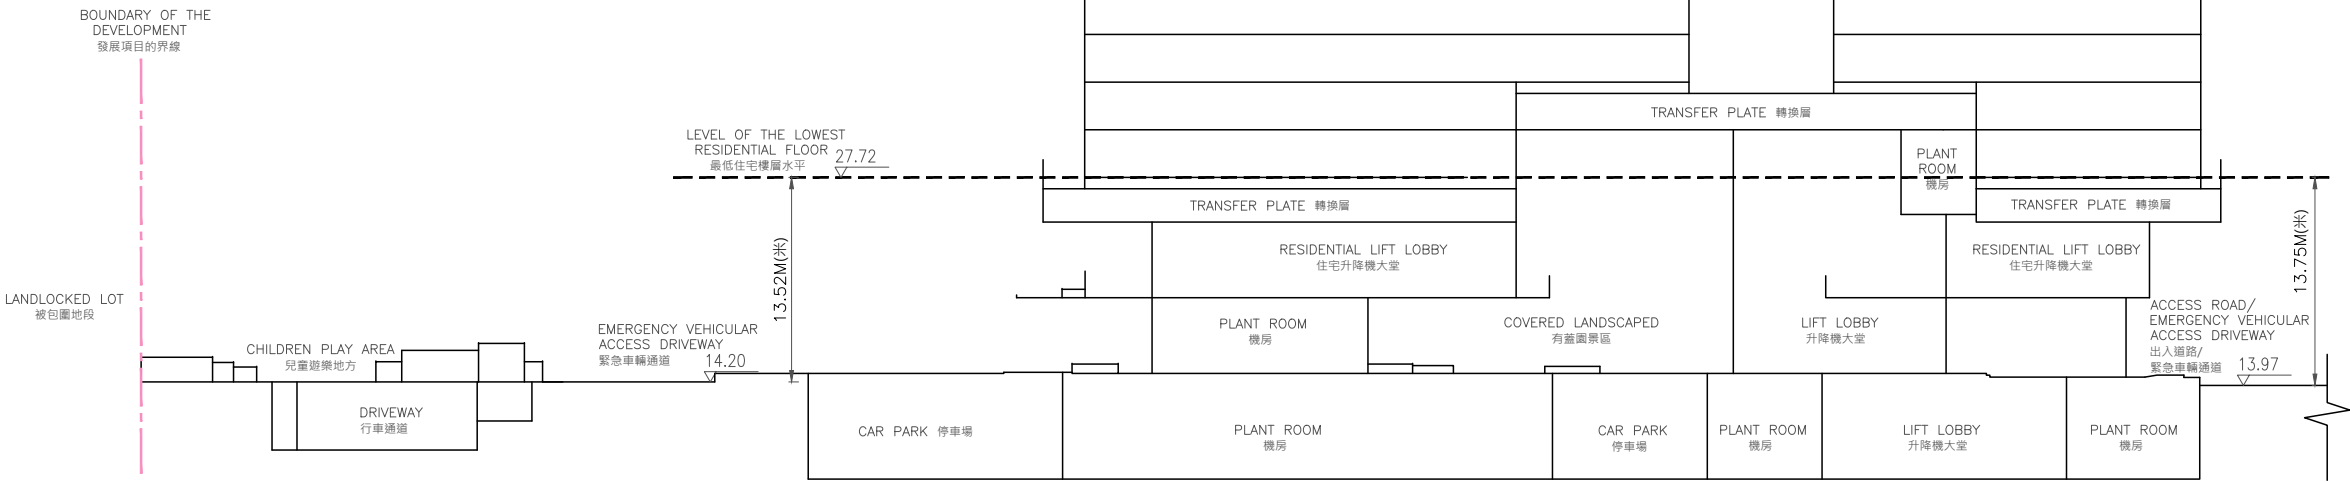 BOUNDARY OF THE
DEVELOPMENT
發展項目的界線
LANDLOCKED LOT
被包圍地段
CHILDREN PLAY AREA
兒童遊樂地方
DRIVEWAY
行車通道
EMERGENCY VEHICULAR
ACCESS DRIVEWAY
緊急車輛通道
14.20
LEVEL OF THE LOWEST
RESIDENTIAL FLOOR
最低住宅樓層水平
27.72
13.52M(米)
TRANSFER PLATE 轉換層
TRANSFER PLATE 轉換層
PLANT
ROOM
機房
TRANSFER PLATE 轉換層
RESIDENTIAL LIFT LOBBY
住宅升降機大堂
RESIDENTIAL LIFT LOBBY
住宅升降機大堂
13.75M(米)
PLANT ROOM
機房
COVERED LANDSCAPED
有蓋園景區
LIFT LOBBY
升降機大堂
ACCESS ROAD/
EMERGENCY VEHICULAR
ACCESS DRIVEWAY
出入道路/
緊急車輛通道
13.97
CAR PARK 停車場
PLANT ROOM
機房
CAR PARK
停車場
PLANT ROOM
機房
LIFT LOBBY
升降機大堂
PLANT ROOM
機房